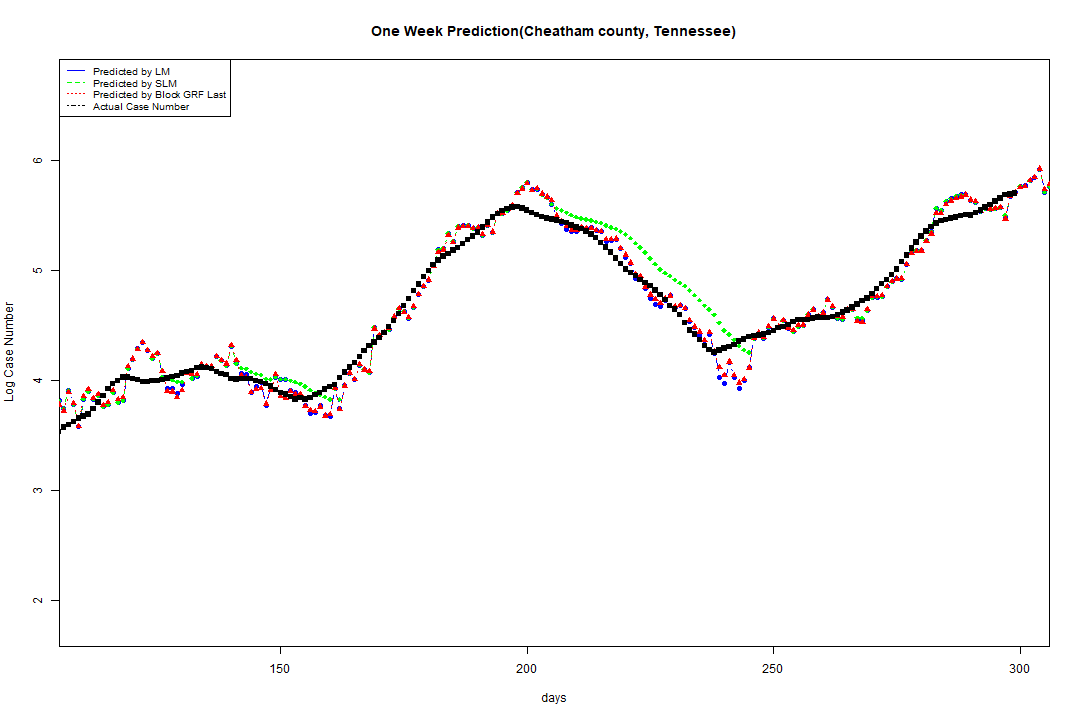 One Week Prediction(Cheatham county, Tennessee)
Predicted by LM
Predicted by SLM
Predicted by Block GRF Last
Actual Case Number
6
5
4
3
2
Log Case Number
150
200
250
300
days